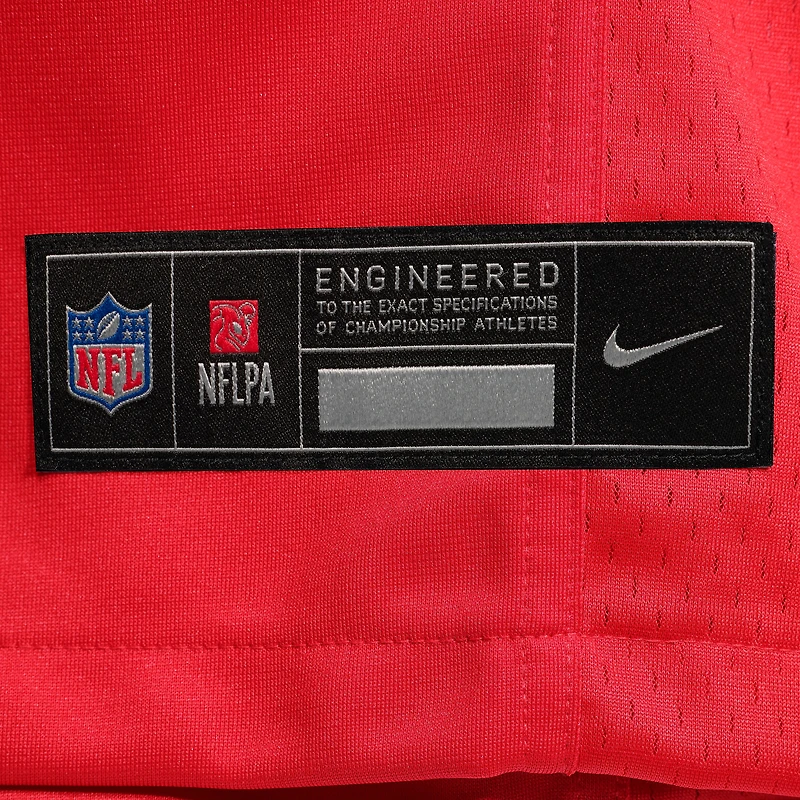 NFL
NFLPA
ENGINEERED
TO THE EXACT SPECIFICATIONS
OF CHAMPIONSHIP ATHLETES